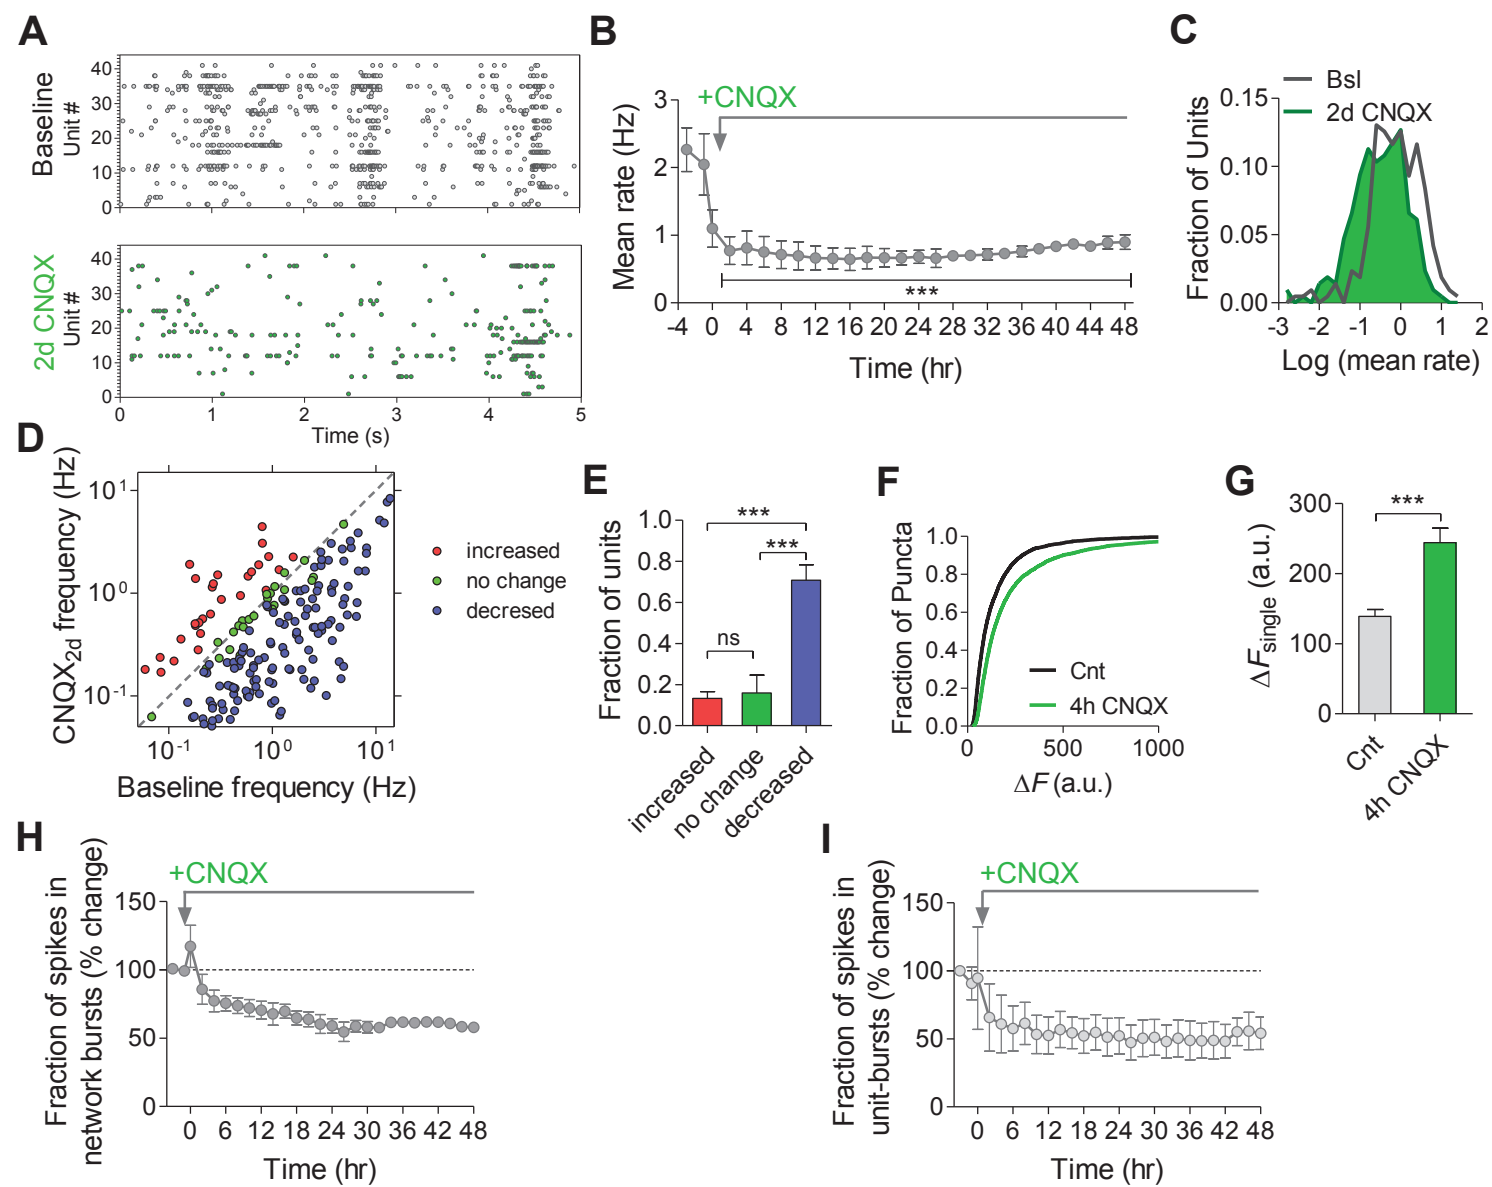 A
Baseline
Unit #
40
30
20
10
0
2d CNQX
Unit #
40
30
20
10
0
0 1 2 3 4 5
Time (s)
B
+CNQX
Mean rate (Hz)
3
2
1
0
***
-4 0 4 8 12 16 20 24 28 32 36 40 44 48
Time (hr)
C
Bsl
2d CNQX
Fraction of Units
0.15
0.10
0.05
0.00
-3 -2 -1 0 1 2
Log (mean rate)
D
CNQX2d frequency (Hz)
10^1
10^0
10^-1
10^-1 10^0 10^1
Baseline frequency (Hz)
increased
no change
decresed
E
Fraction of units
1.0
0.8
0.6
0.4
0.2
0.0
***
***
ns
increased
no change
decreased
F
Fraction of Puncta
1.0
0.8
0.6
0.4
0.2
0.0
Cnt
4h CNQX
0 500 1000
ΔF (a.u.)
G
ΔFsingle (a.u.)
300
200
100
0
***
Cnt
4h CNQX
H
+CNQX
Fraction of spikes in
network bursts (% change)
150
100
50
0
0 6 12 18 24 30 36 42 48
Time (hr)
I
+CNQX
Fraction of spikes in
unit-bursts (% change)
150
100
50
0
0 6 12 18 24 30 36 42 48
Time (hr)